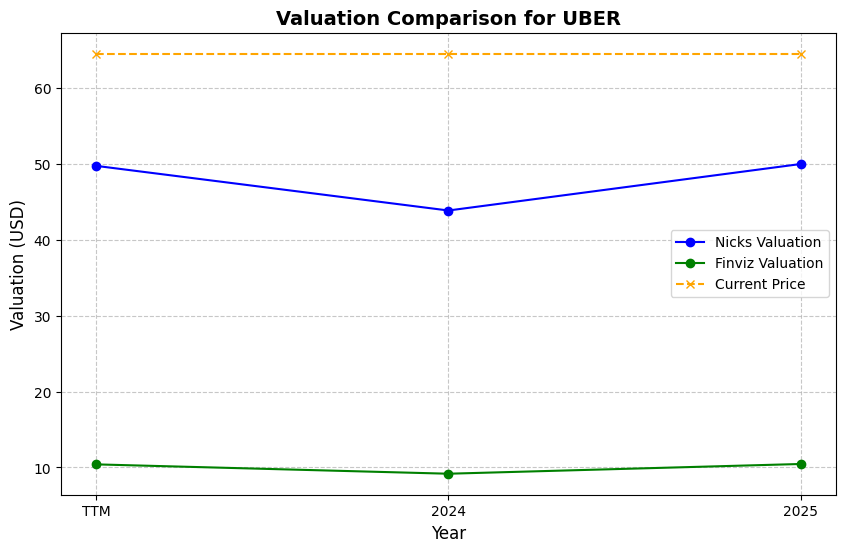 Valuation Comparison for UBER
Valuation (USD)
60
50
40
30
20
10
Nicks Valuation
Finviz Valuation
Current Price
TTM 2024 2025
Year